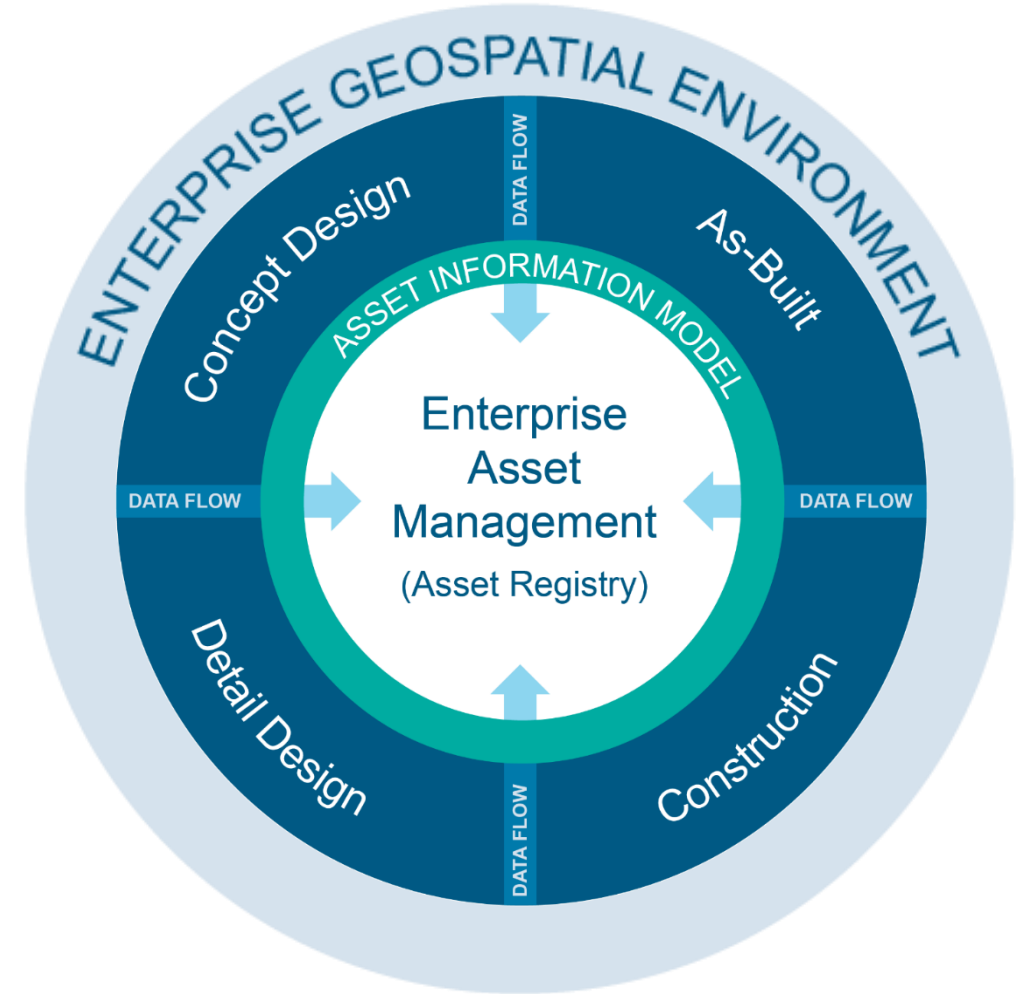 ENTERPRISE GEOSPATIAL ENVIRONMENT
DATA FLOW
Concept Design
As-Built
ASSET INFORMATION MODEL
Enterprise
Asset
Management
(Asset Registry)
DATA FLOW
DATA FLOW
Detail Design
Construction
DATA FLOW